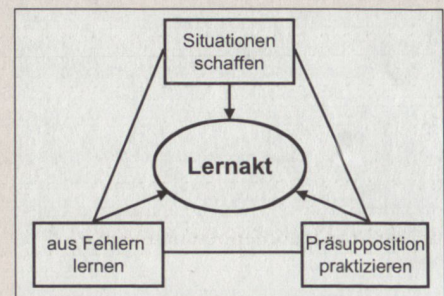 Situationen
schaffen
Lernakt
aus Fehlern
lernen
Präsupposition
praktizieren